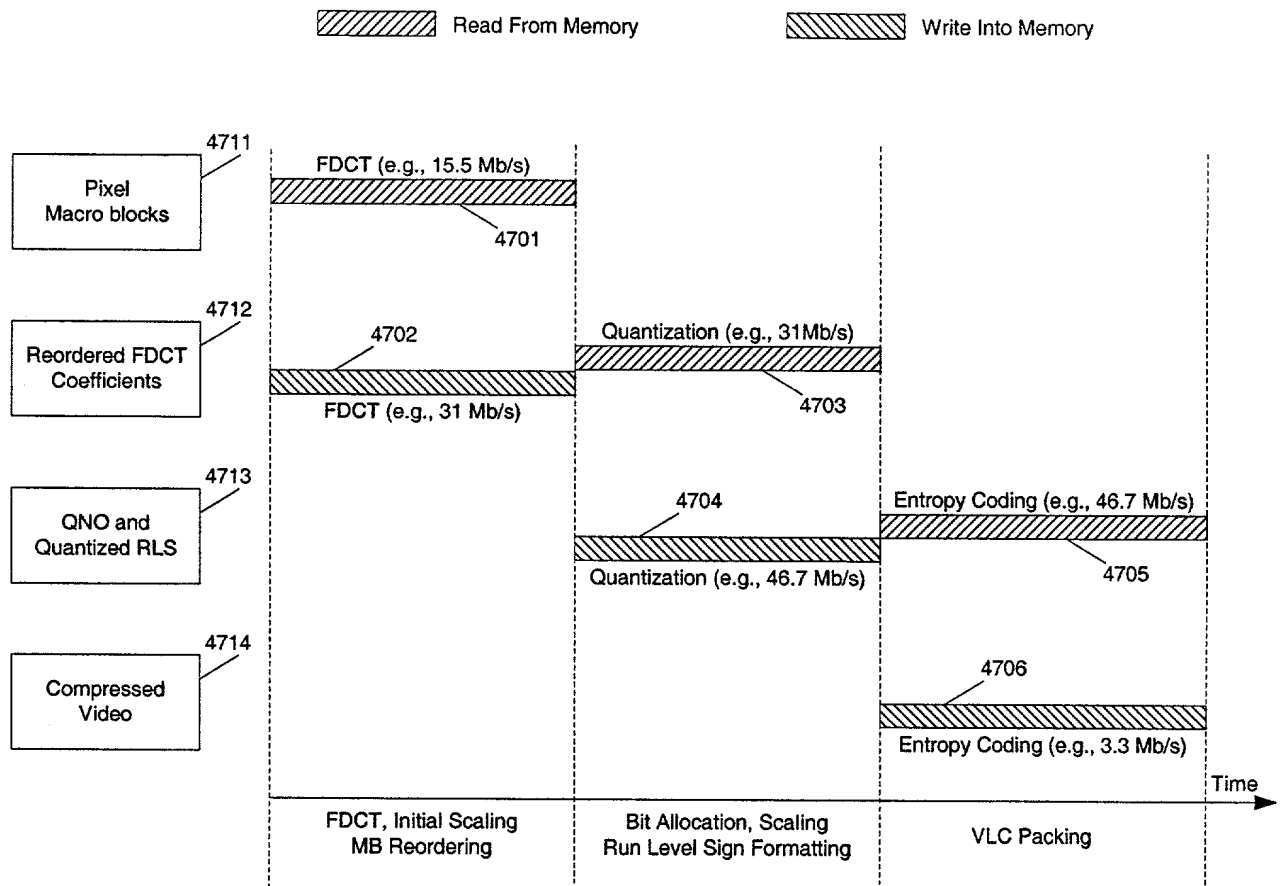 Read From Memory
Write Into Memory
4711
Pixel
Macro blocks
FDCT (e.g., 15.5 Mb/s)
4701
4712
Reordered FDCT
Coefficients
4702
FDCT (e.g., 31 Mb/s)
Quantization (e.g., 31Mb/s)
4703
4713
QNO and
Quantized RLS
4704
Quantization (e.g., 46.7 Mb/s)
Entropy Coding (e.g., 46.7 Mb/s)
4705
4714
Compressed
Video
4706
Entropy Coding (e.g., 3.3 Mb/s)
Time
FDCT, Initial Scaling
MB Reordering
Bit Allocation, Scaling
Run Level Sign Formatting
VLC Packing